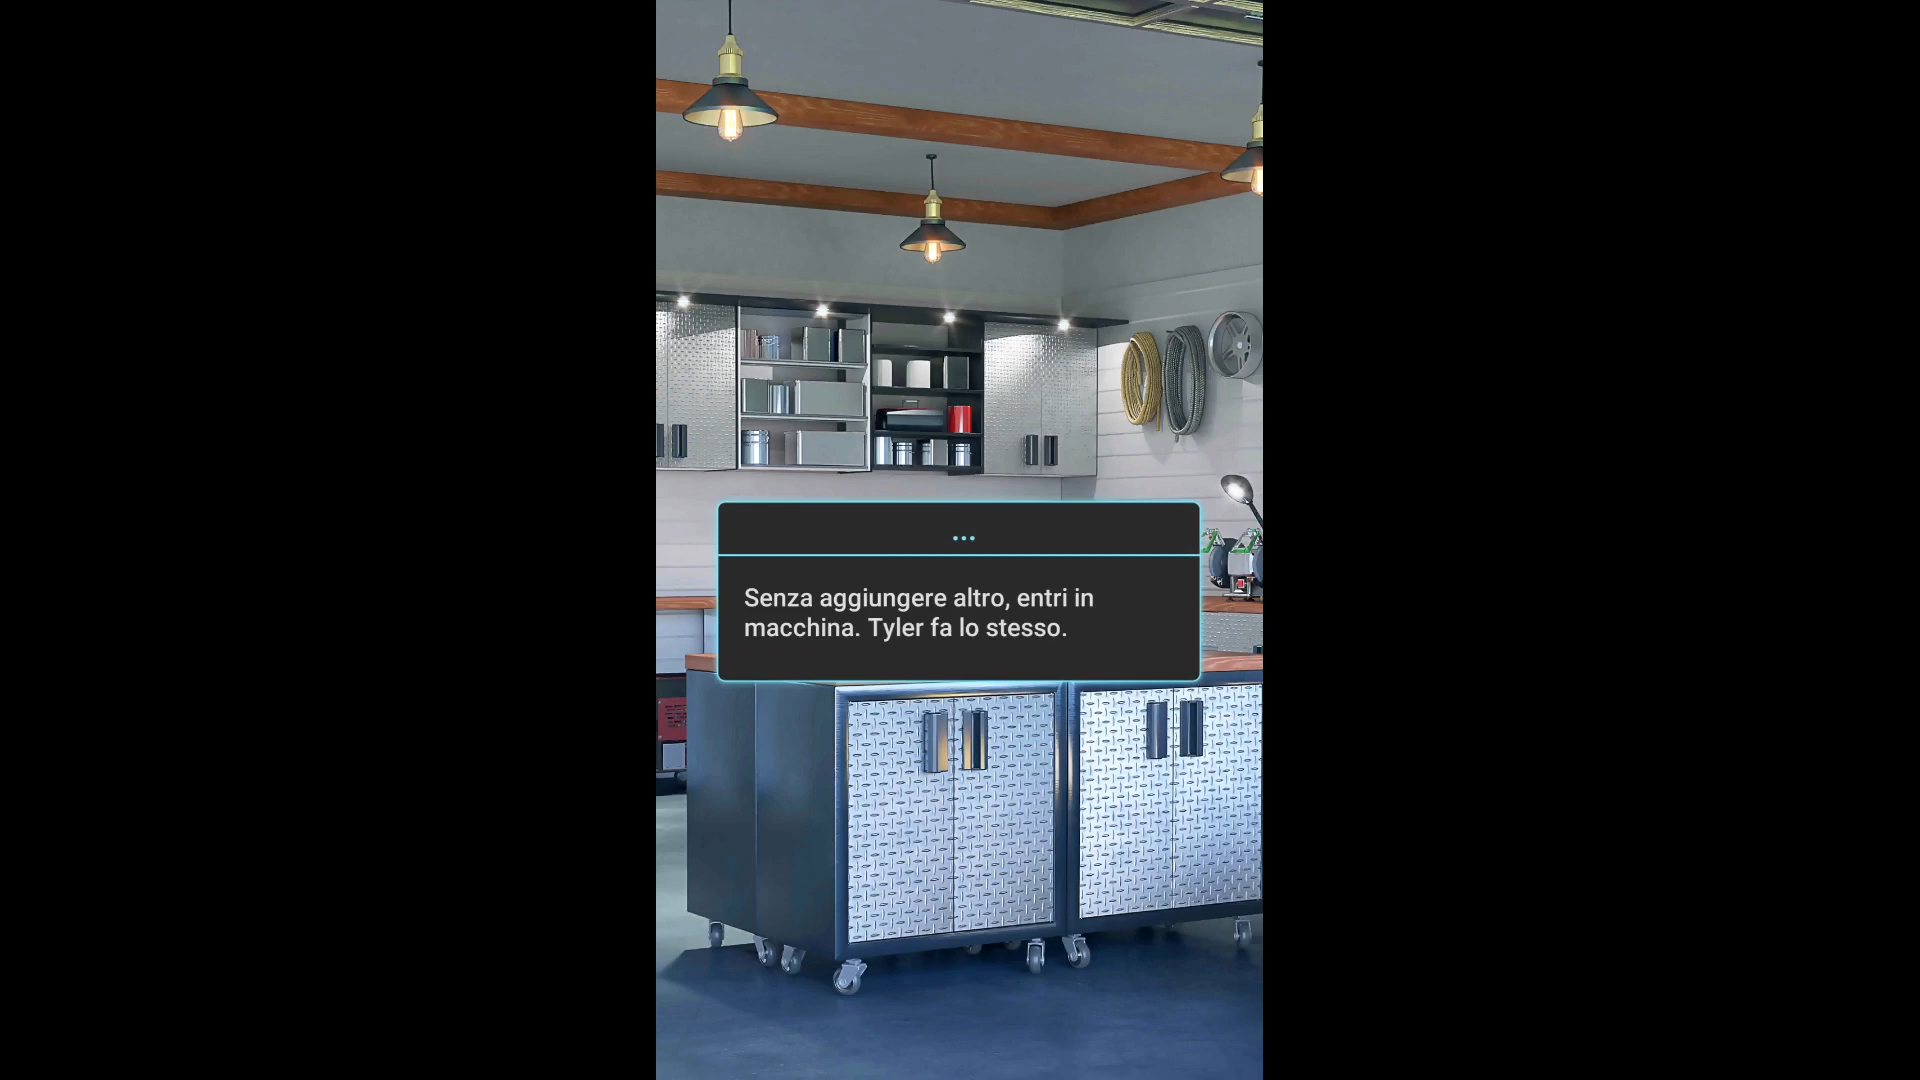 ...
Senza aggiungere altro, entri in
macchina. Tyler fa lo stesso.